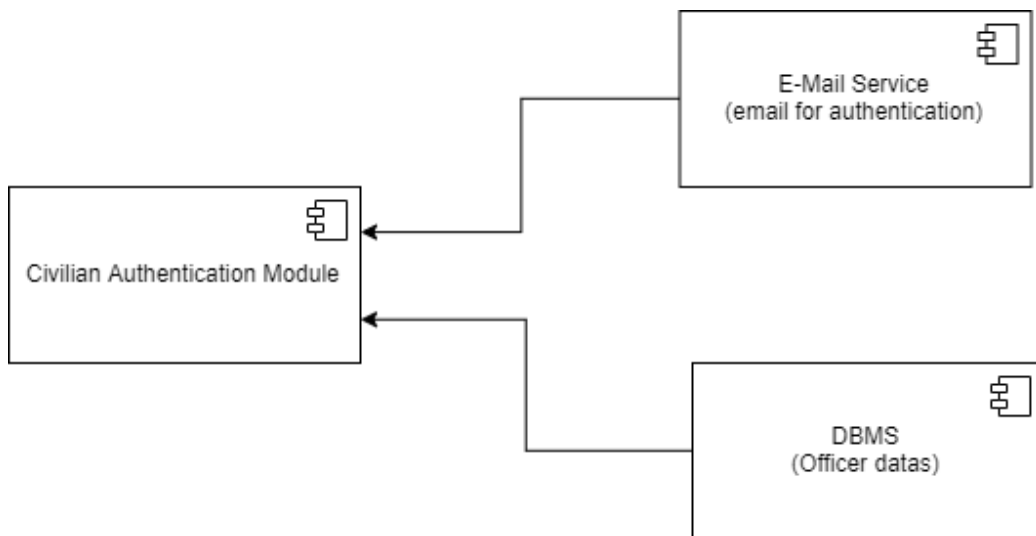 E-Mail Service
(email for authentication)
Civilian Authentication Module
DBMS
(Officer datas)